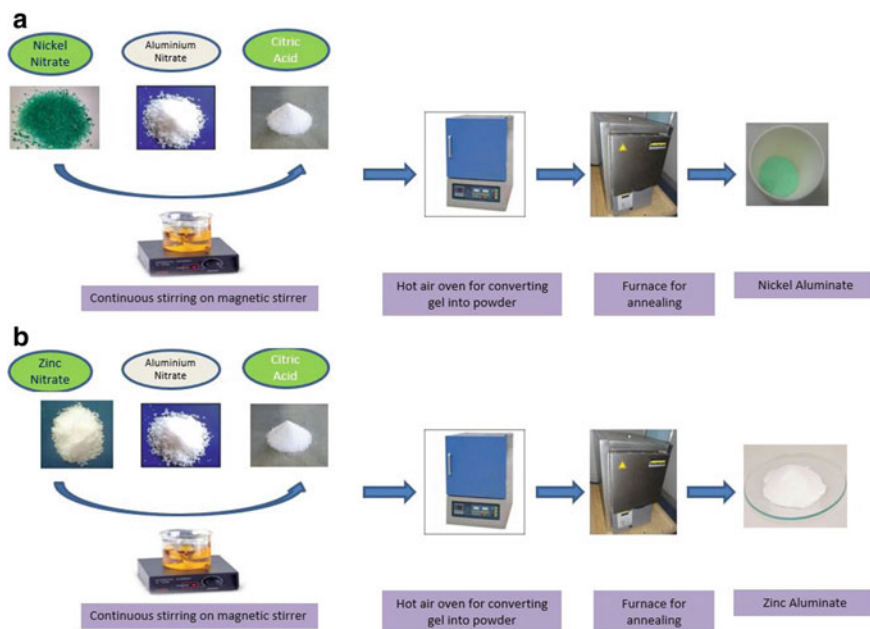 a
Nickel
Nitrate
Aluminium
Nitrate
Citric
Acid
Continuous stirring on magnetic stirrer
Hot air oven for converting
gel into powder
Furnace for
annealing
Nickel Aluminate
b
Zinc
Nitrate
Aluminium
Nitrate
Citric
Acid
Continuous stirring on magnetic stirrer
Hot air oven for converting
gel into powder
Furnace for
annealing
Zinc Aluminate